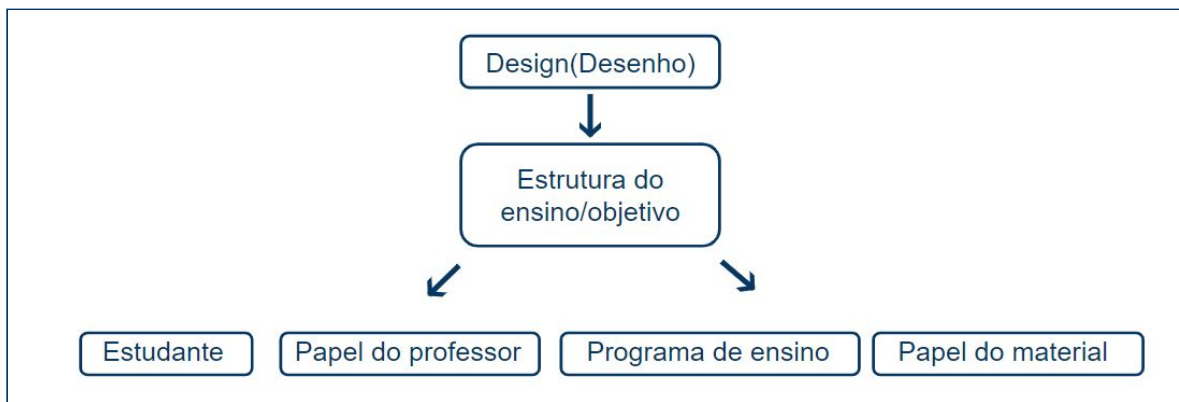 Design(Desenho)
Estrutura do
ensino/objetivo
Estudante
Papel do professor
Programa de ensino
Papel do material